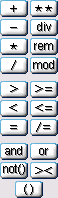 + **
- div
* rem
/ mod
> >=
< <=
= /=
and or
not() ><
()